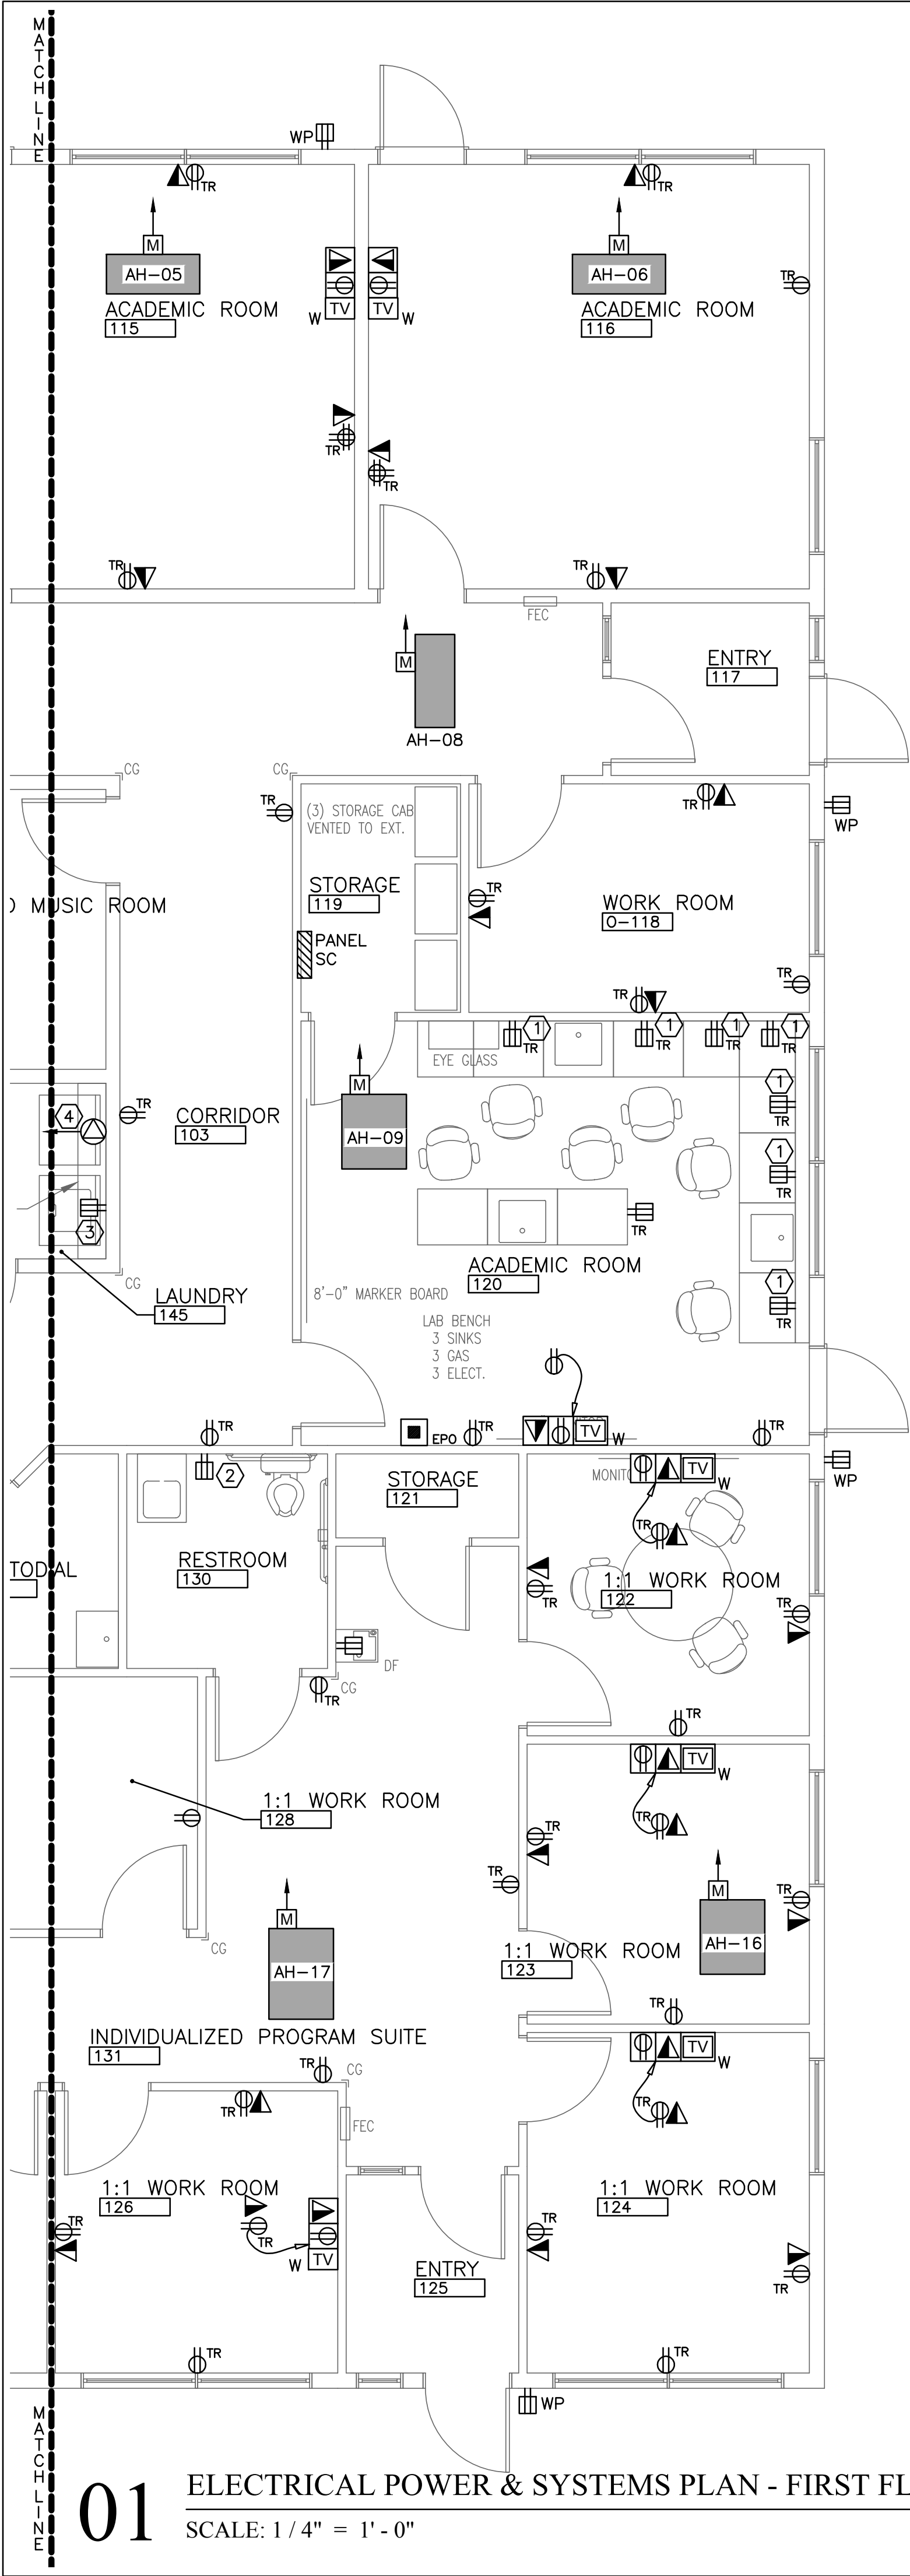 MATCH LINE
WP
TR
TR
M
M
AH-05
AH-06
TR
ACADEMIC ROOM
115
W
TV
TV
W
ACADEMIC ROOM
116
TR
TR
TR
TR
FEC
M
AH-08
ENTRY
117
CG
CG
TR
(3) STORAGE CAB
VENTED TO EXT.
TR
WP
STORAGE
119
TR
WORK ROOM
0-118
MUSIC ROOM
PANEL
SC
TR
TR
1
1
1
1
TR
TR
TR
TR
EYE GLASS
M
1
TR
4
TR
CORRIDOR
103
AH-09
1
TR
3
TR
ACADEMIC ROOM
120
CG
LAUNDRY
145
8'-0" MARKER BOARD
1
TR
LAB BENCH
3 SINKS
3 GAS
3 ELECT.
TR
EPO
TR
TV
W
TR
2
STORAGE
121
TV
W
WP
TR
RESTROOM
130
TR
1:1 WORK ROOM
122
TR
DF
CG
TR
TR
TV
W
1:1 WORK ROOM
128
TR
TR
TR
M
TR
CG
M
AH-17
1:1 WORK ROOM
123
AH-16
TR
INDIVIDUALIZED PROGRAM SUITE
131
TR
CG
TV
W
TR
TR
FEC
1:1 WORK ROOM
126
1:1 WORK ROOM
124
TR
TR
W
TV
TR
ENTRY
125
TR
TR
TR
WP
MATCH LINE
01
ELECTRICAL POWER & SYSTEMS PLAN - FIRST FL
SCALE: 1 / 4" = 1' - 0"